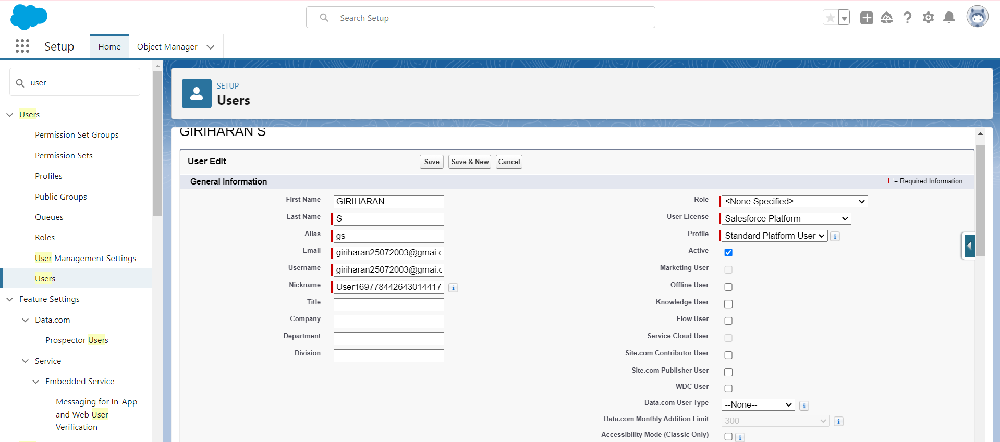 Search Setup
Setup
Home
Object Manager
user
Users
Permission Set Groups
Permission Sets
Profiles
Public Groups
Queues
Roles
User Management Settings
Users
Feature Settings
Data.com
Prospector Users
Service
Embedded Service
Messaging for In-App
and Web User
Verification
SETUP
Users
GIRIHARAN S
User Edit
Save
Save & New
Cancel
General Information
= Required Information
First Name GIRIHARAN
Last Name S
Alias gs
Email giriharan25072003@gmai.c
Username giriharan25072003@gmai.c
Nickname User169778442643014417
Title
Company
Department
Division
Role <None Specified>
User License Salesforce Platform
Profile Standard Platform User
Active
Marketing User
Offline User
Knowledge User
Flow User
Service Cloud User
Site.com Contributor User
Site.com Publisher User
WDC User
Data.com User Type --None--
Data.com Monthly Addition Limit 300
Accessibility Mode (Classic Only)